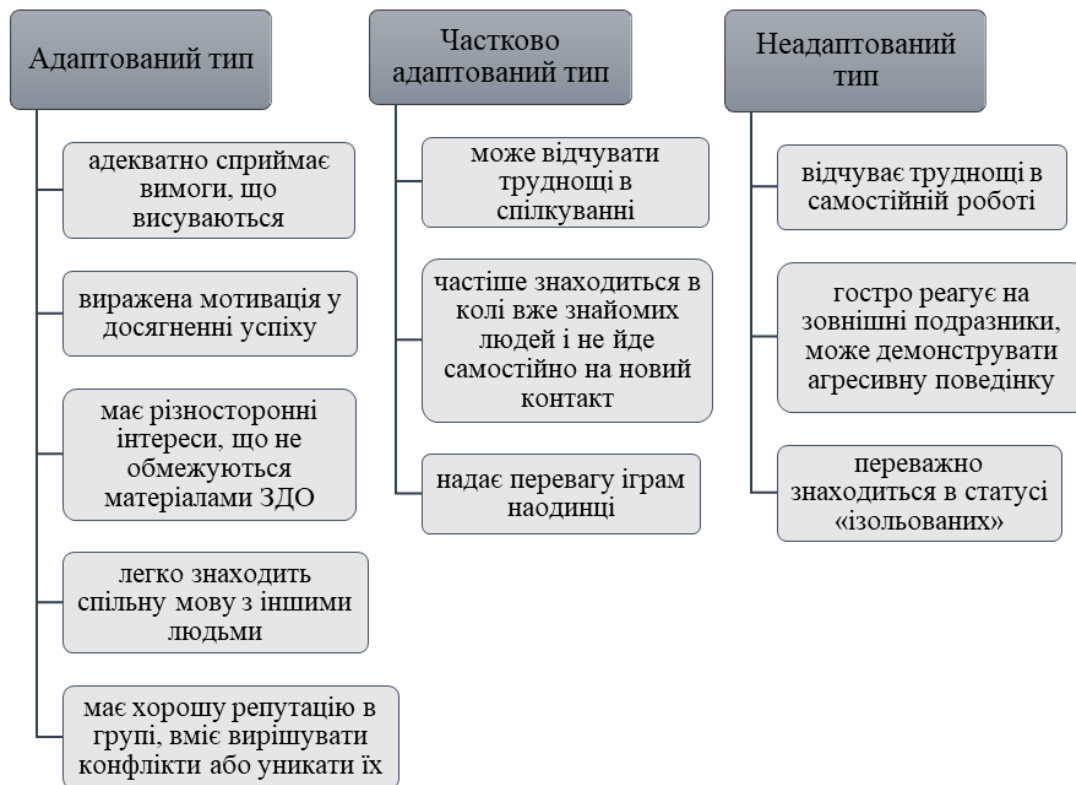 Адаптований тип
адекватно сприймає
вимоги, що
висуваються
виражена мотивація у
досягненні успіху
має різносторонні
інтереси, що не
обмежуються
матеріалами ЗДО
легко знаходить
спільну мову з іншими
людьми
має хорошу репутацію в
групі, вміє вирішувати
конфлікти або уникати їх
Частково
адаптований тип
може відчувати
труднощі в
спілкуванні
частіше знаходиться в
колі вже знайомих
людей і не йде
самостійно на новий
контакт
надає перевагу іграм
наодинці
Неадаптований
тип
відчуває труднощі в
самостійній роботі
гостро реагує на
зовнішні подразники,
може демонструвати
агресивну поведінку
переважно
знаходиться в статусі
«ізольованих»